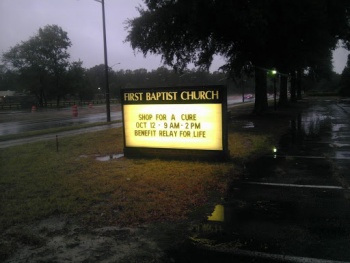 FIRST BAPTIST CHURCH
SHOP FOR A CURE
OCT 12 - 9 AM - 2 PM
BENEFIT RELAY FOR LIFE